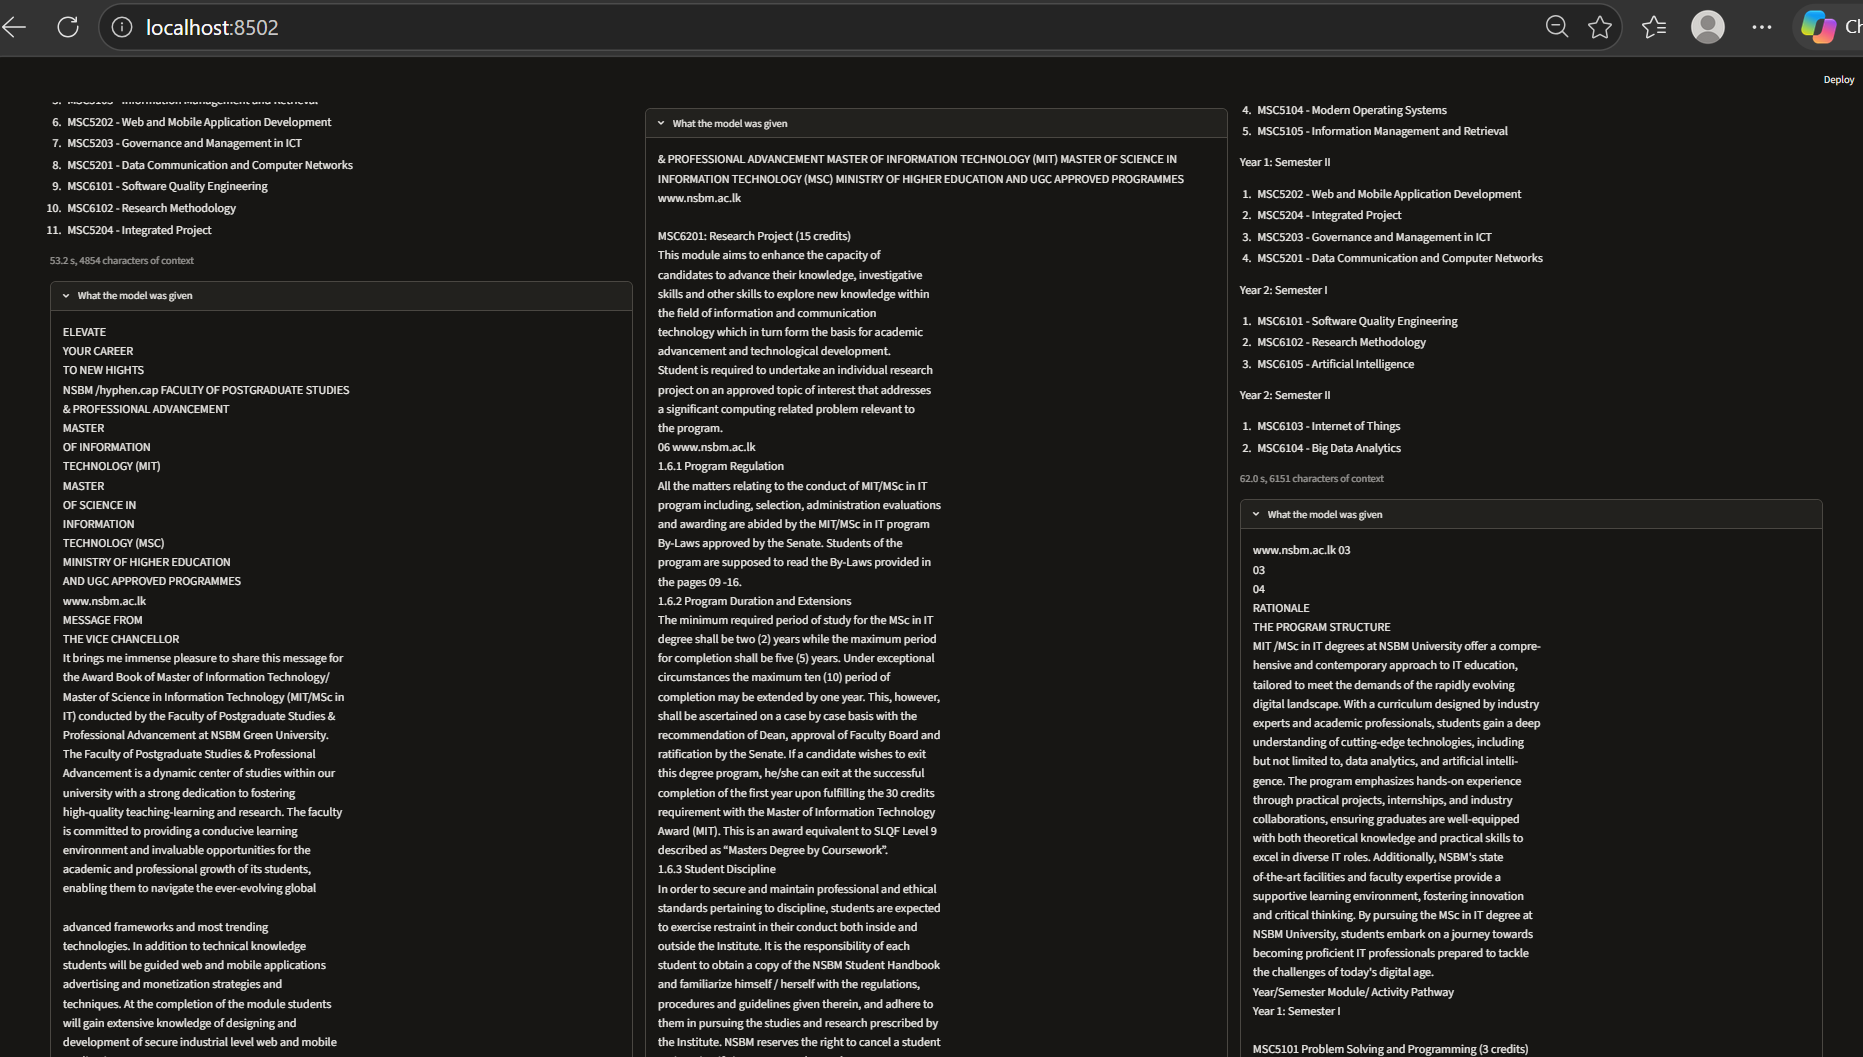 localhost:8502
Ch
Deploy
5. MSC5105 - Information Management and Retrieval
6. MSC5202 - Web and Mobile Application Development
7. MSC5203 - Governance and Management in ICT
8. MSC5201 - Data Communication and Computer Networks
9. MSC6101 - Software Quality Engineering
10. MSC6102 - Research Methodology
11. MSC5204 - Integrated Project
53.2 s, 4854 characters of context
What the model was given
ELEVATE
YOUR CAREER
TO NEW HIGHTS
NSBM /hyphen.cap FACULTY OF POSTGRADUATE STUDIES
& PROFESSIONAL ADVANCEMENT
MASTER
OF INFORMATION
TECHNOLOGY (MIT)
MASTER
OF SCIENCE IN
INFORMATION
TECHNOLOGY (MSC)
MINISTRY OF HIGHER EDUCATION
AND UGC APPROVED PROGRAMMES
www.nsbm.ac.lk
MESSAGE FROM
THE VICE CHANCELLOR
It brings me immense pleasure to share this message for
the Award Book of Master of Information Technology/
Master of Science in Information Technology (MIT/MSc in
IT) conducted by the Faculty of Postgraduate Studies &
Professional Advancement at NSBM Green University.
The Faculty of Postgraduate Studies & Professional
Advancement is a dynamic center of studies within our
university with a strong dedication to fostering
high-quality teaching-learning and research. The faculty
is committed to providing a conducive learning
environment and invaluable opportunities for the
academic and professional growth of its students,
enabling them to navigate the ever-evolving global
advanced frameworks and most trending
technologies. In addition to technical knowledge
students will be guided web and mobile applications
advertising and monetization strategies and
techniques. At the completion of the module students
will gain extensive knowledge of designing and
development of secure industrial level web and mobile
What the model was given
& PROFESSIONAL ADVANCEMENT MASTER OF INFORMATION TECHNOLOGY (MIT) MASTER OF SCIENCE IN
INFORMATION TECHNOLOGY (MSC) MINISTRY OF HIGHER EDUCATION AND UGC APPROVED PROGRAMMES
www.nsbm.ac.lk
MSC6201: Research Project (15 credits)
This module aims to enhance the capacity of
candidates to advance their knowledge, investigative
skills and other skills to explore new knowledge within
the field of information and communication
technology which in turn form the basis for academic
advancement and technological development.
Student is required to undertake an individual research
project on an approved topic of interest that addresses
a significant computing related problem relevant to
the program.
06 www.nsbm.ac.lk
1.6.1 Program Regulation
All the matters relating to the conduct of MIT/MSc in IT
program including, selection, administration evaluations
and awarding are abided by the MIT/MSc in IT program
By-Laws approved by the Senate. Students of the
program are supposed to read the By-Laws provided in
the pages 09 -16.
1.6.2 Program Duration and Extensions
The minimum required period of study for the MSc in IT
degree shall be two (2) years while the maximum period
for completion shall be five (5) years. Under exceptional
circumstances the maximum ten (10) period of
completion may be extended by one year. This, however,
shall be ascertained on a case by case basis with the
recommendation of Dean, approval of Faculty Board and
ratification by the Senate. If a candidate wishes to exit
this degree program, he/she can exit at the successful
completion of the first year upon fulfilling the 30 credits
requirement with the Master of Information Technology
Award (MIT). This is an award equivalent to SLQF Level 9
described as “Masters Degree by Coursework”.
1.6.3 Student Discipline
In order to secure and maintain professional and ethical
standards pertaining to discipline, students are expected
to exercise restraint in their conduct both inside and
outside the Institute. It is the responsibility of each
student to obtain a copy of the NSBM Student Handbook
and familiarize himself / herself with the regulations,
procedures and guidelines given therein, and adhere to
them in pursuing the studies and research prescribed by
the Institute. NSBM reserves the right to cancel a student
4. MSC5104 - Modern Operating Systems
5. MSC5105 - Information Management and Retrieval
Year 1: Semester II
1. MSC5202 - Web and Mobile Application Development
2. MSC5204 - Integrated Project
3. MSC5203 - Governance and Management in ICT
4. MSC5201 - Data Communication and Computer Networks
Year 2: Semester I
1. MSC6101 - Software Quality Engineering
2. MSC6102 - Research Methodology
3. MSC6105 - Artificial Intelligence
Year 2: Semester II
1. MSC6103 - Internet of Things
2. MSC6104 - Big Data Analytics
62.0 s, 6151 characters of context
What the model was given
www.nsbm.ac.lk 03
03
04
RATIONALE
THE PROGRAM STRUCTURE
MIT /MSc in IT degrees at NSBM University offer a compre-
hensive and contemporary approach to IT education,
tailored to meet the demands of the rapidly evolving
digital landscape. With a curriculum designed by industry
experts and academic professionals, students gain a deep
understanding of cutting-edge technologies, including
but not limited to, data analytics, and artificial intelli-
gence. The program emphasizes hands-on experience
through practical projects, internships, and industry
collaborations, ensuring graduates are well-equipped
with both theoretical knowledge and practical skills to
excel in diverse IT roles. Additionally, NSBM's state
of-the-art facilities and faculty expertise provide a
supportive learning environment, fostering innovation
and critical thinking. By pursuing the MSc in IT degree at
NSBM University, students embark on a journey towards
becoming proficient IT professionals prepared to tackle
the challenges of today's digital age.
Year/Semester Module/ Activity Pathway
Year 1: Semester I
MSC5101 Problem Solving and Programming (3 credits)